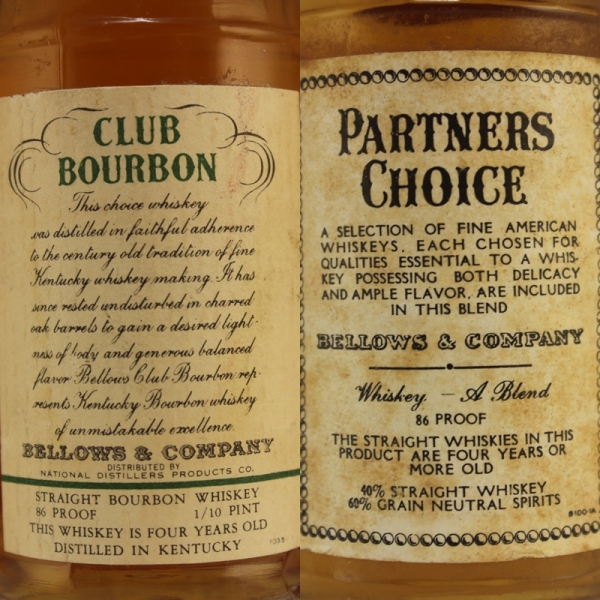 CLUB
BOURBON
This choice whiskey
was distilled in faithful adherence
to the century old tradition of fine
Kentucky whiskey making. It has
since rested undisturbed in charred
oak barrels to gain a desired light-
ness of body and generous balanced
flavor Bellows Club Bourbon rep-
resents Kentucky Bourbon whiskey
of unmistakable excellence.
BELLOWS & COMPANY
DISTRIBUTED BY
NATIONAL DISTILLERS PRODUCTS CO.
STRAIGHT BOURBON WHISKEY
86 PROOF 1/10 PINT
THIS WHISKEY IS FOUR YEARS OLD
DISTILLED IN KENTUCKY
PARTNERS
CHOICE
A SELECTION OF FINE AMERICAN
WHISKEYS, EACH CHOSEN FOR
QUALITIES ESSENTIAL TO A WHIS-
KEY POSSESSING BOTH DELICACY
AND AMPLE FLAVOR, ARE INCLUDED
IN THIS BLEND
BELLOWS & COMPANY
Whiskey - A Blend
86 PROOF
THE STRAIGHT WHISKIES IN THIS
PRODUCT ARE FOUR YEARS OR
MORE OLD
40% STRAIGHT WHISKEY
60% GRAIN NEUTRAL SPIRITS